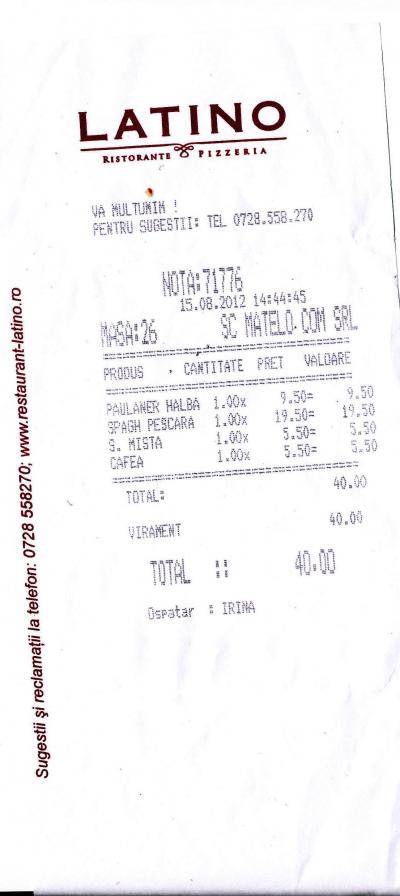 LATINO
RISTORANTE PIZZERIA
VA MULTUMIM !
PENTRU SUGESTII: TEL 0728.558.270
NOTA:71776
15.08.2012 14:44:45
MASA:26 SC MATELO COM SRL
PRODUS CANTITATE PRET VALOARE
PAULANER HALBA 1.00x 9.50= 9.50
SPAGH PESCARA 1.00x 19.50= 19.50
S. MISTA 1.00x 5.50= 5.50
CAFEA 1.00x 5.50= 5.50
TOTAL: 40.00
VIRAMENT 40.00
TOTAL :: 40.00
Ospatar : IRINA
Sugestii și reclamații la telefon: 0728 558270; www.restaurant-latino.ro